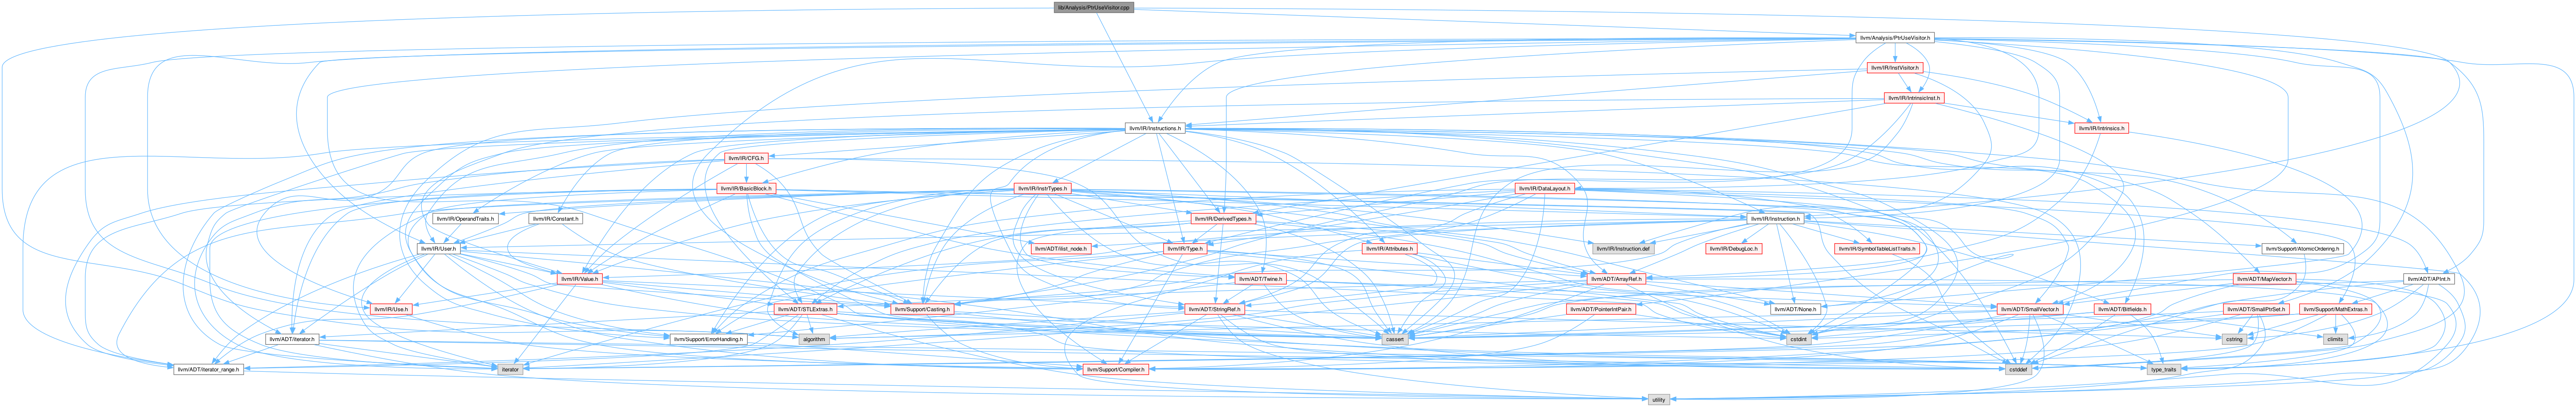 lib/Analysis/PtrUseVisitor.cpp
llvm/Analysis/PtrUseVisitor.h
llvm/IR/InstVisitor.h
llvm/IR/IntrinsicInst.h
llvm/IR/Instructions.h
llvm/IR/Intrinsics.h
llvm/IR/CFG.h
llvm/IR/BasicBlock.h
llvm/IR/InstrTypes.h
llvm/IR/DataLayout.h
llvm/IR/OperandTraits.h
llvm/IR/Constant.h
llvm/IR/DerivedTypes.h
llvm/IR/Instruction.h
llvm/IR/User.h
llvm/ADT/ilist_node.h
llvm/IR/Type.h
llvm/IR/Attributes.h
llvm/IR/Instruction.def
llvm/IR/DebugLoc.h
llvm/IR/SymbolTableListTraits.h
llvm/Support/AtomicOrdering.h
llvm/IR/Value.h
llvm/ADT/Twine.h
llvm/ADT/ArrayRef.h
llvm/ADT/MapVector.h
llvm/ADT/APInt.h
llvm/IR/Use.h
llvm/ADT/STLExtras.h
llvm/Support/Casting.h
llvm/ADT/StringRef.h
llvm/ADT/PointerIntPair.h
llvm/ADT/None.h
llvm/ADT/SmallVector.h
llvm/ADT/Bitfields.h
llvm/ADT/SmallPtrSet.h
llvm/Support/MathExtras.h
llvm/ADT/iterator.h
llvm/Support/ErrorHandling.h
algorithm
cassert
cstdint
cstring
climits
llvm/ADT/iterator_range.h
iterator
llvm/Support/Compiler.h
cstddef
type_traits
utility